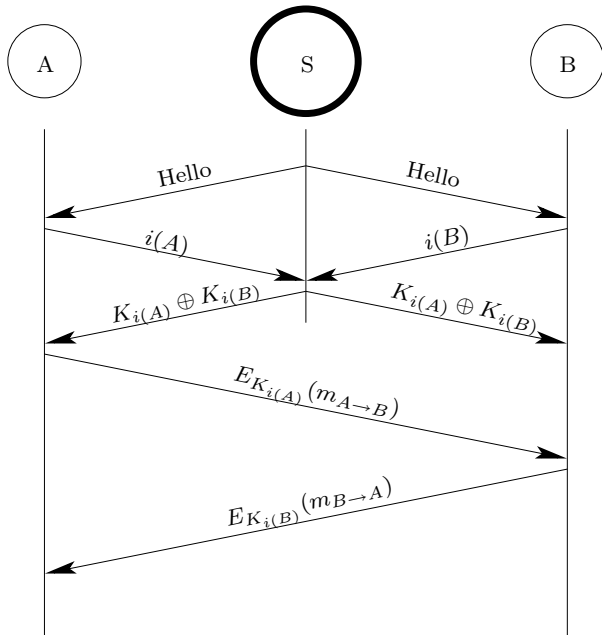 A
S
B
Hello
Hello
i(A)
i(B)
K_{i(A)} ⊕ K_{i(B)}
K_{i(A)} ⊕ K_{i(B)}
E_{K_{i(A)}}(m_{A→B})
E_{K_{i(B)}}(m_{B→A})